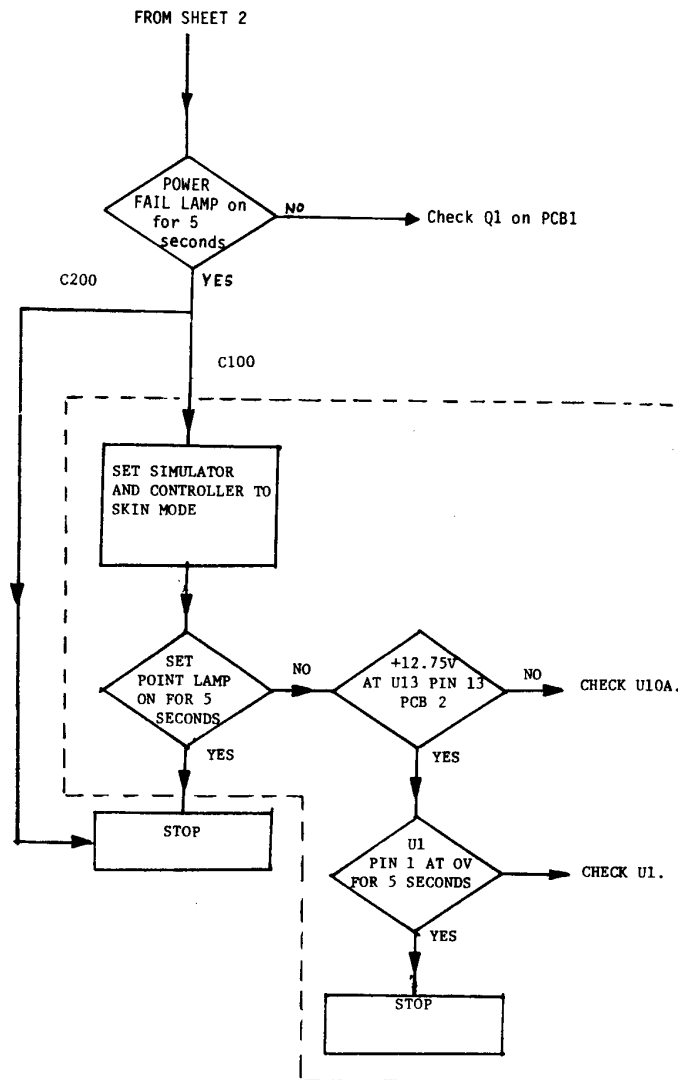 FROM SHEET 2
POWER
FAIL LAMP on
for 5
seconds
NO
Check Q1 on PCB1
YES
C200
C100
SET SIMULATOR
AND CONTROLLER TO
SKIN MODE
SET
POINT LAMP
ON FOR 5
SECONDS
NO
+12.75V
AT U13 PIN 13
PCB 2
NO
CHECK U10A.
YES
YES
STOP
U1
PIN 1 AT 0V
FOR 5 SECONDS
CHECK U1.
YES
STOP